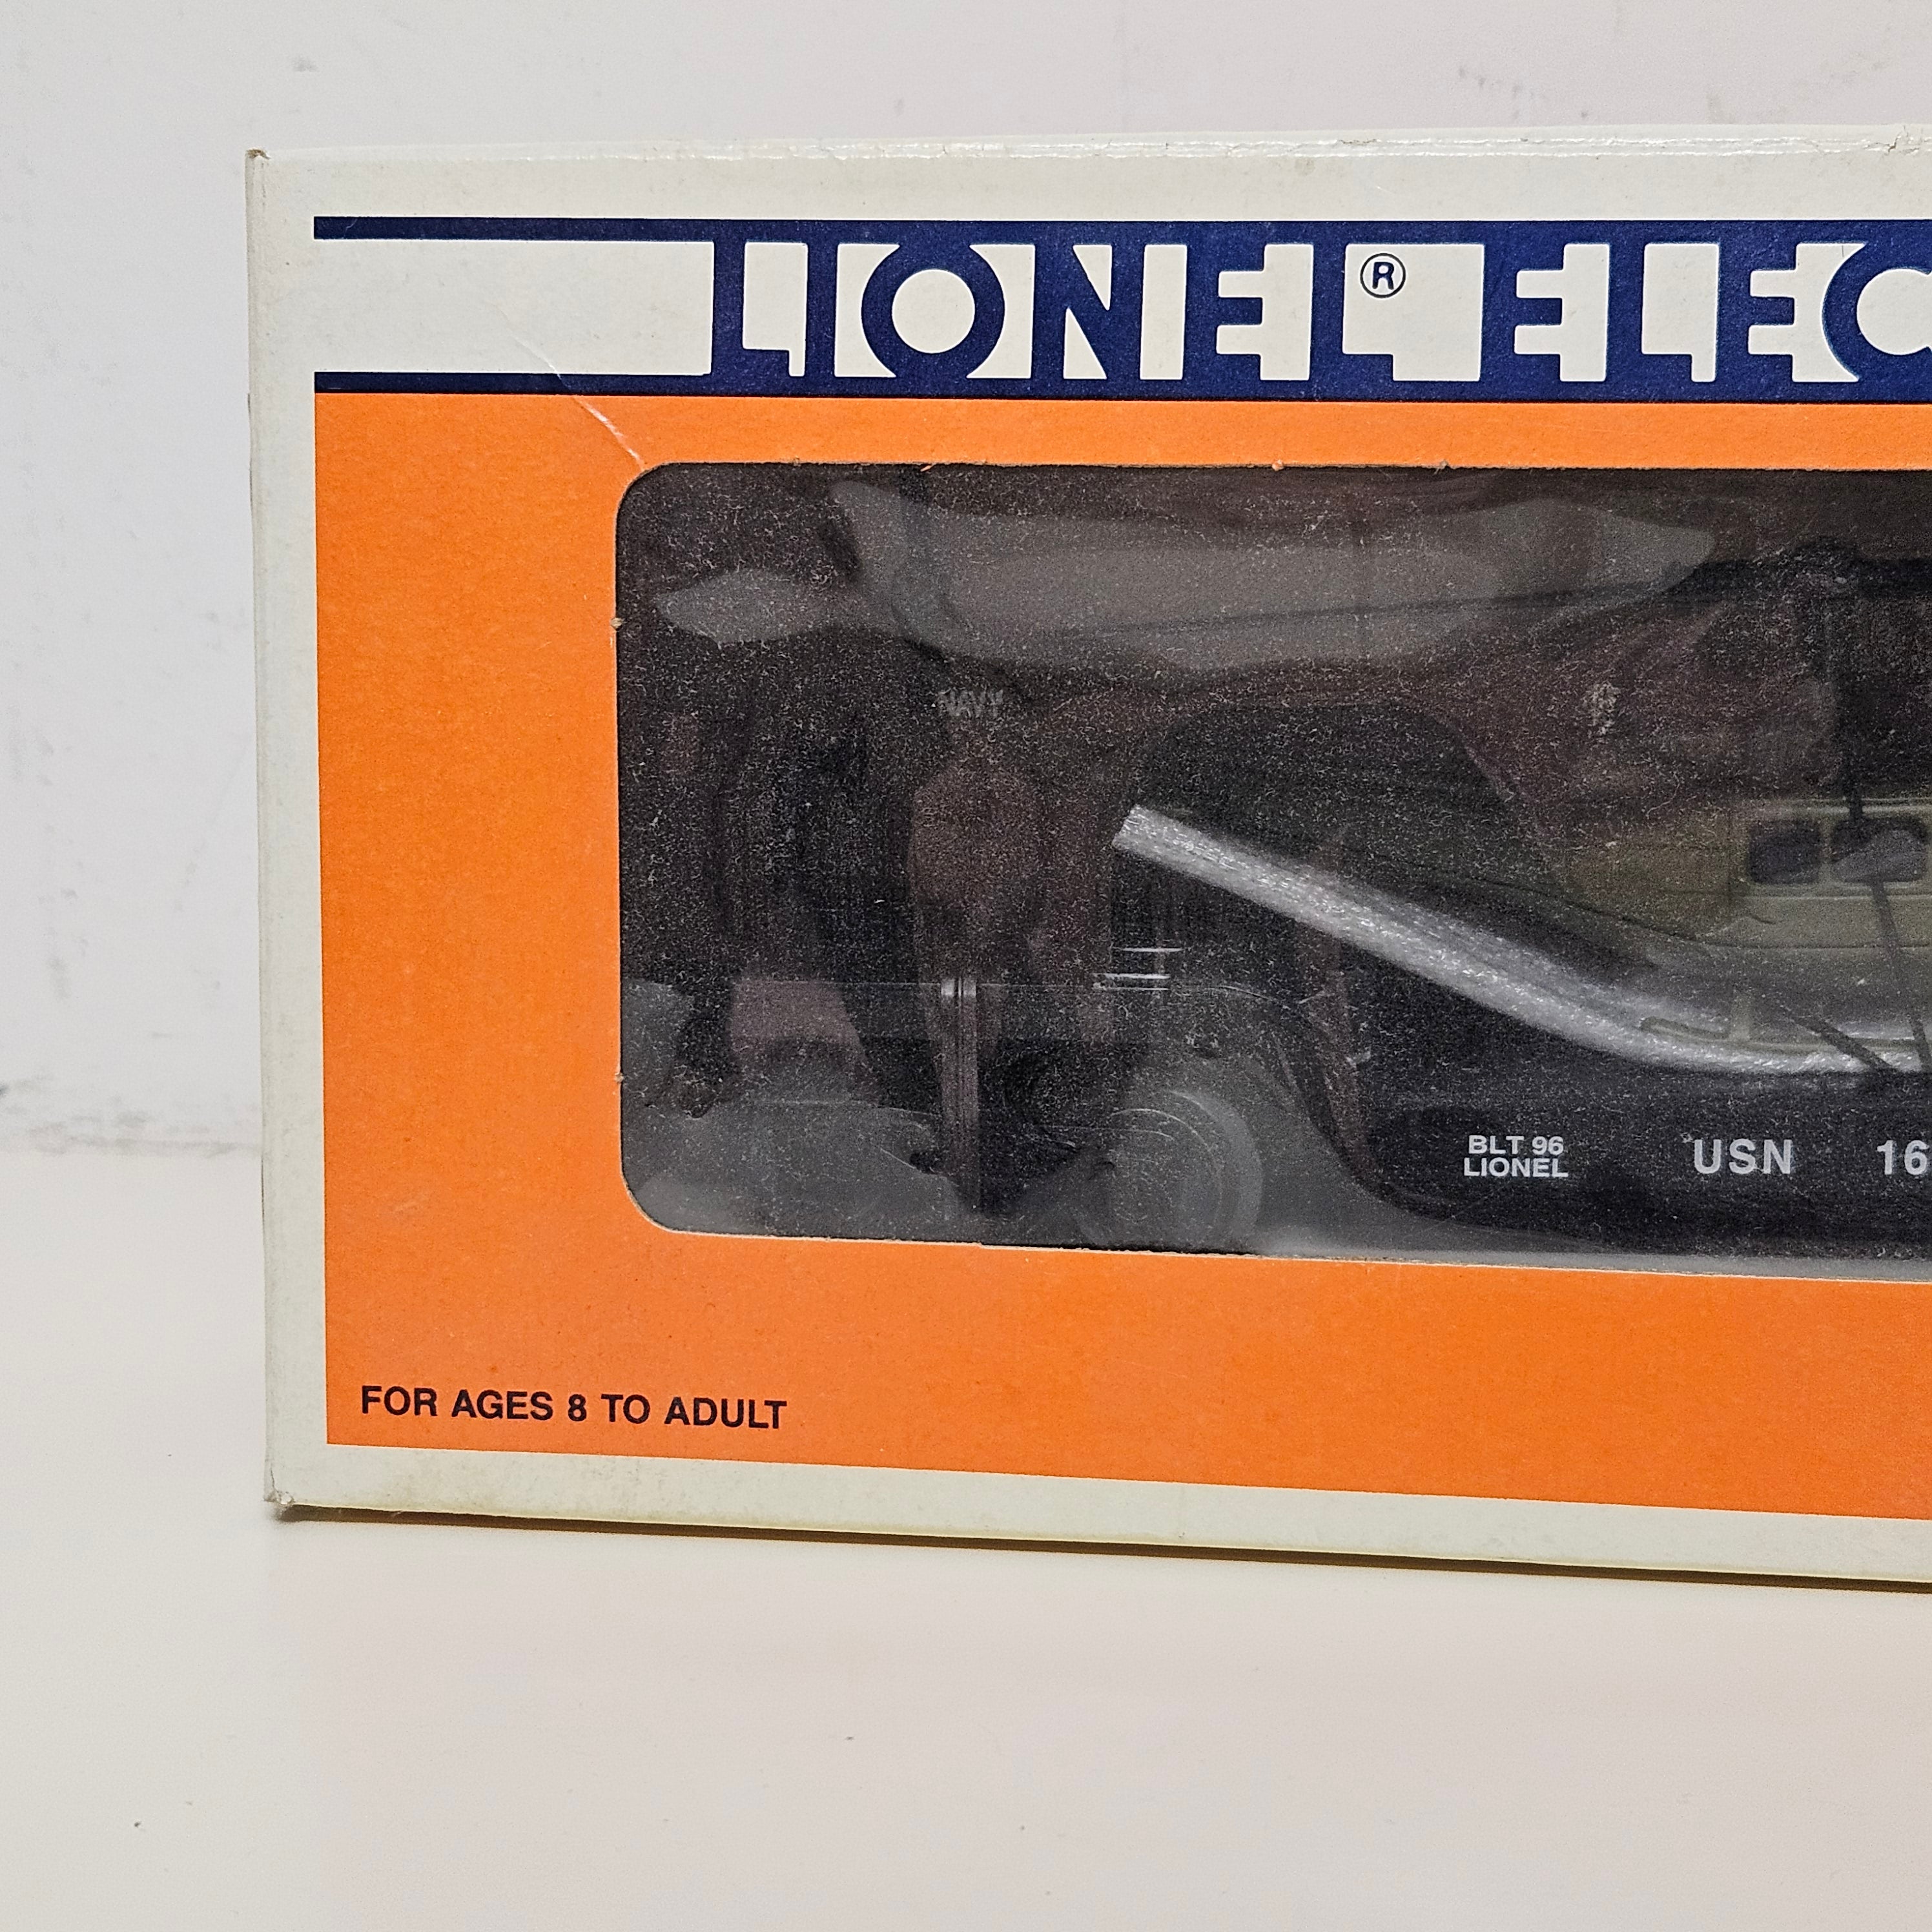 LIONEL® ELEC
NAVY
BLT 96
LIONEL
USN 16
FOR AGES 8 TO ADULT